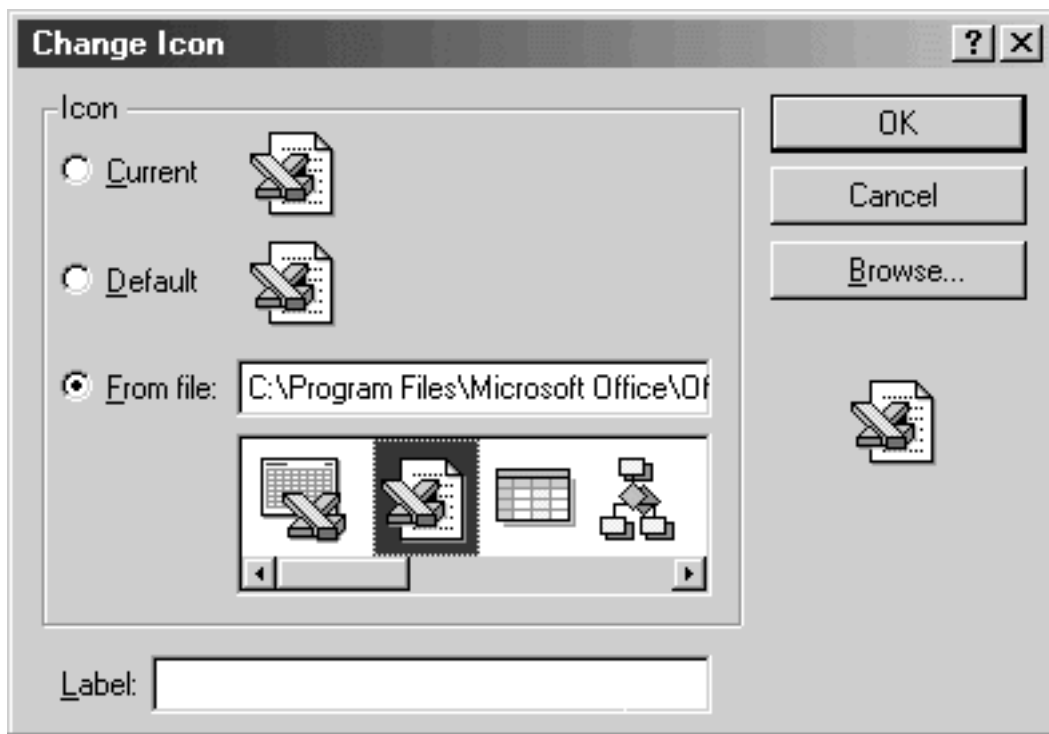 Change Icon
Icon
Current
Default
From file: C:\Program Files\Microsoft Office\Of
Label:
OK
Cancel
Browse...